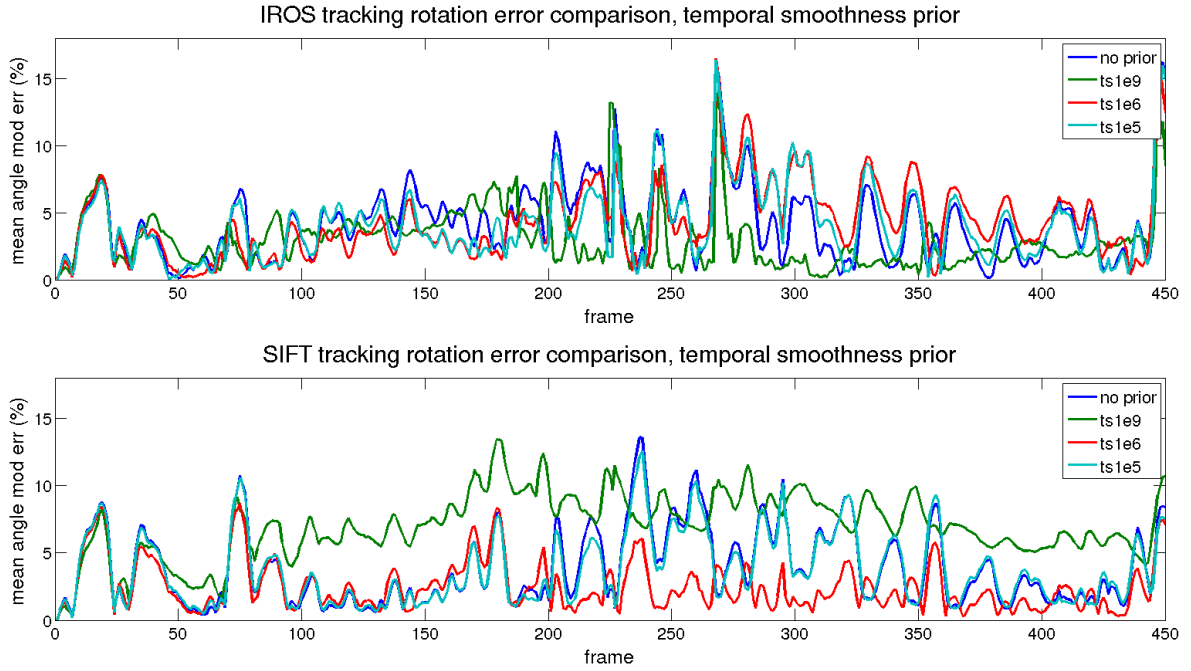 IROS tracking rotation error comparison, temporal smoothness prior
mean angle mod err (%)
15
10
5
0
no prior
ts1e9
ts1e6
ts1e5
0 50 100 150 200 250 300 350 400 450
frame
SIFT tracking rotation error comparison, temporal smoothness prior
mean angle mod err (%)
15
10
5
0
no prior
ts1e9
ts1e6
ts1e5
0 50 100 150 200 250 300 350 400 450
frame